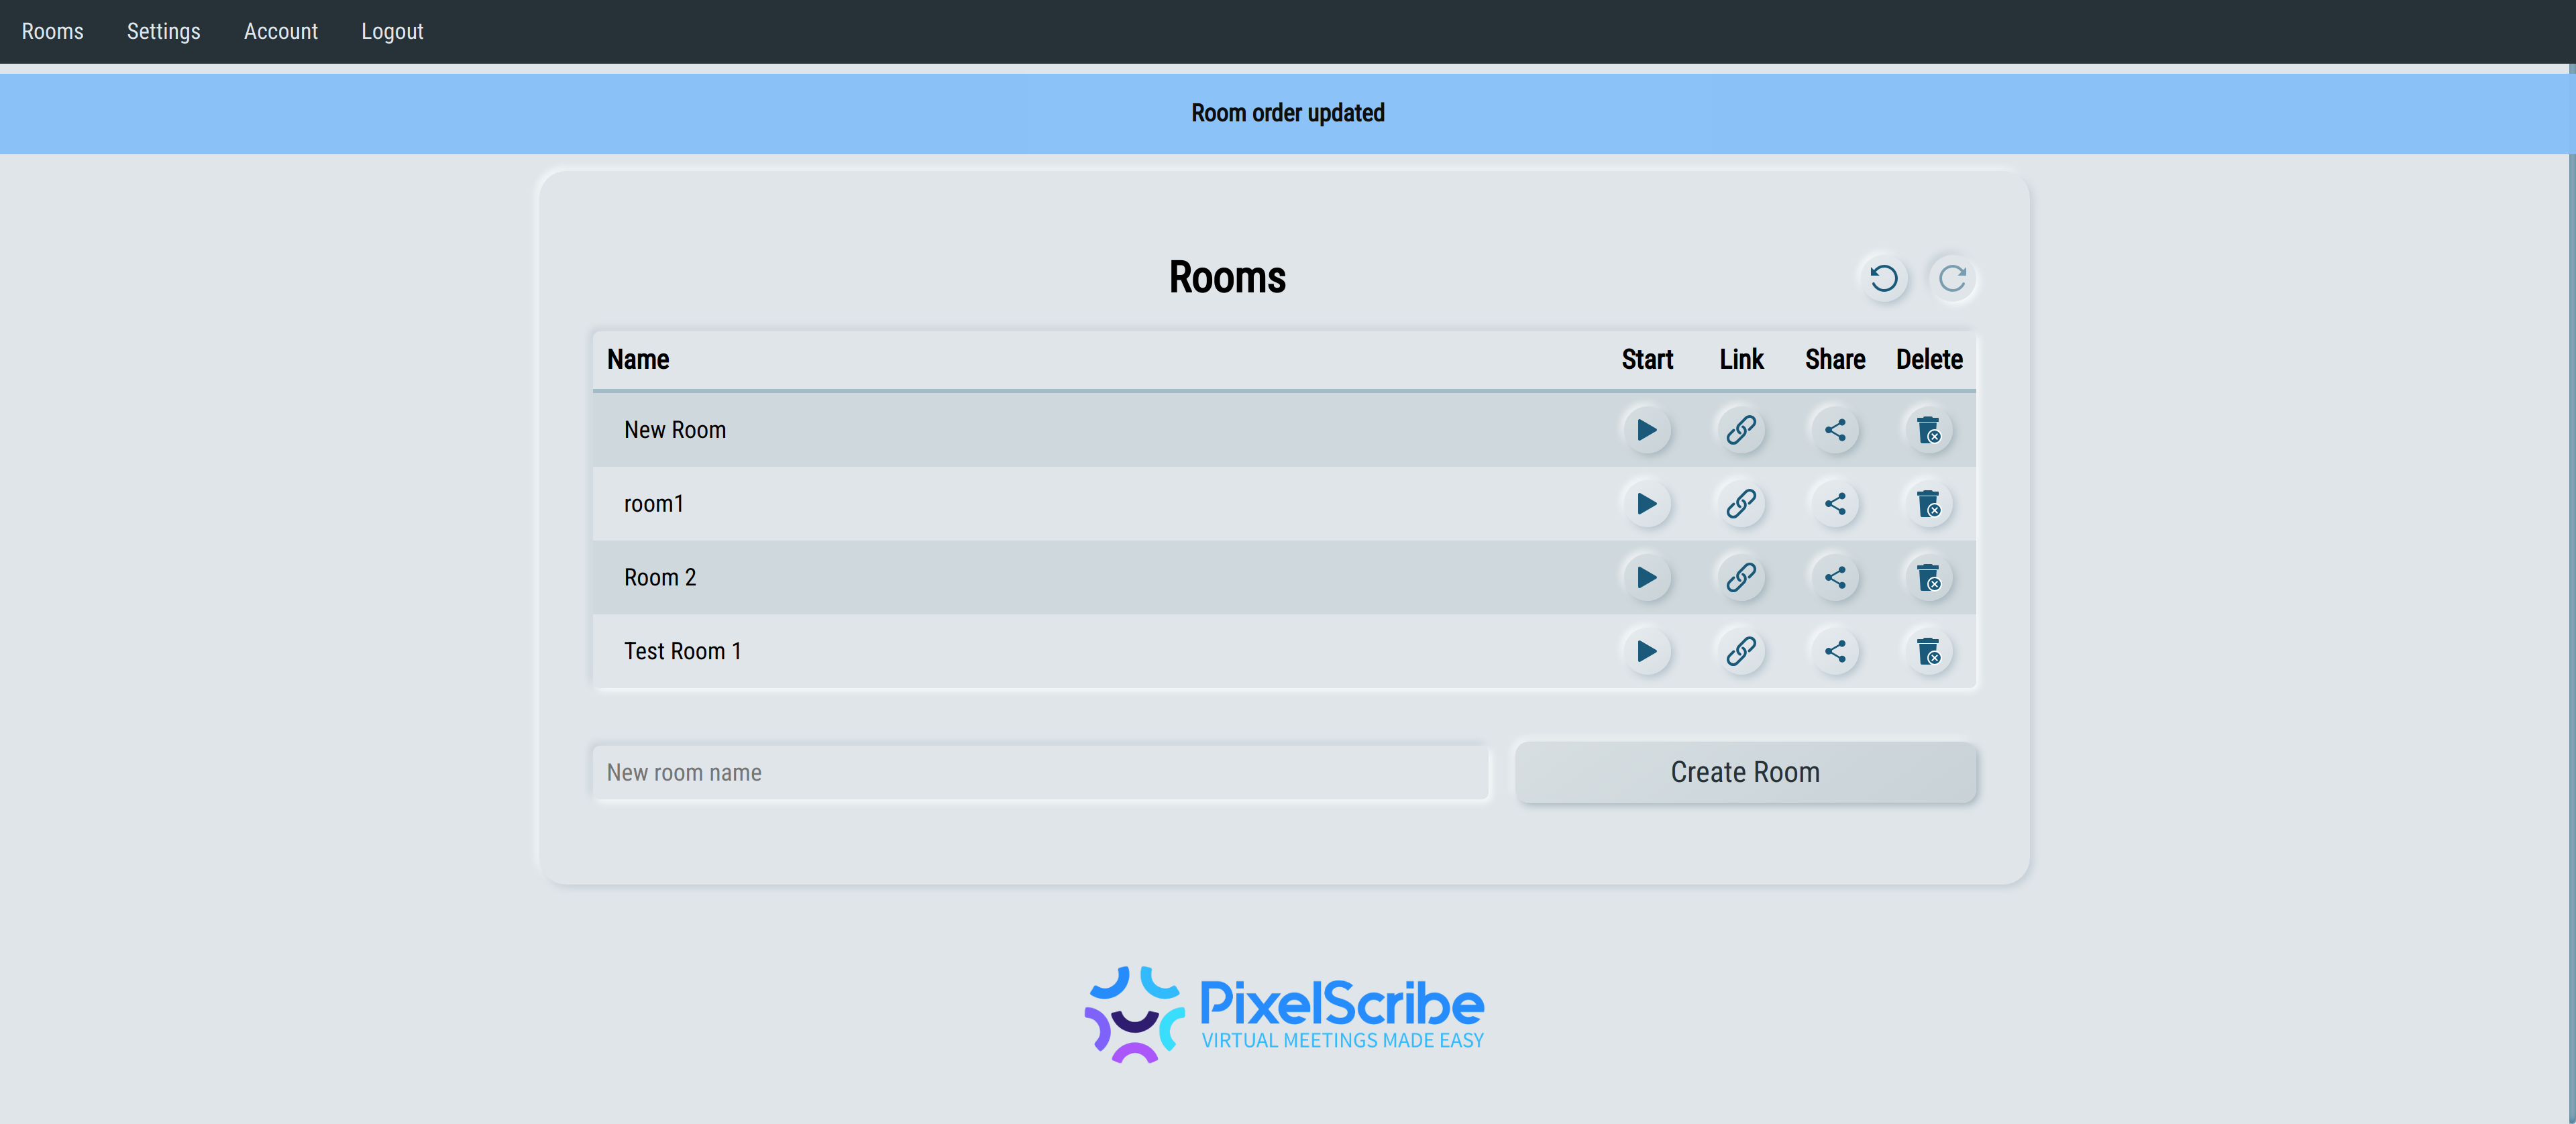 Rooms Settings Account Logout
Room order updated
Rooms
Name Start Link Share Delete
New Room
room1
Room 2
Test Room 1
New room name Create Room
PixelScribe
VIRTUAL MEETINGS MADE EASY